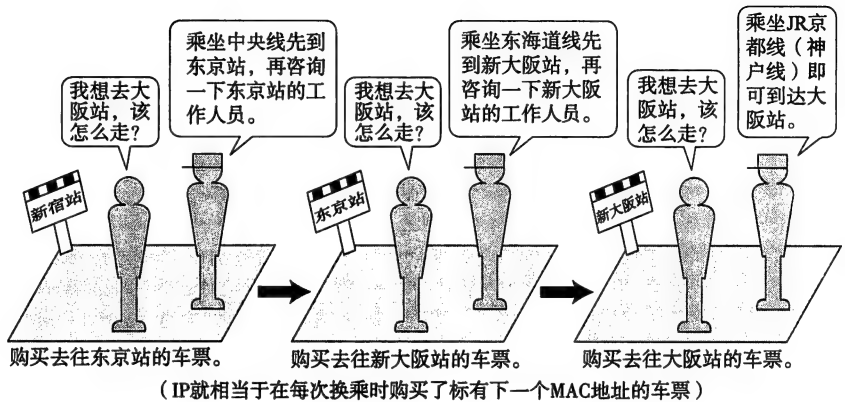 我想去大
阪站，该
怎么走？
乘坐中央线先到
东京站，再咨询
一下东京站的工
作人员。
新宿站
购买去往东京站的车票。
我想去大
阪站，该
怎么走？
乘坐东海道线先
到新大阪站，再
咨询一下新大阪
站的工作人员。
东京站
购买去往新大阪站的车票。
我想去大
阪站，该
怎么走？
乘坐JR京
都线（神
户线）即
可到达大
阪站。
新大阪站
购买去往大阪站的车票。
（IP就相当于在每次换乘时购买了标有下一个MAC地址的车票）